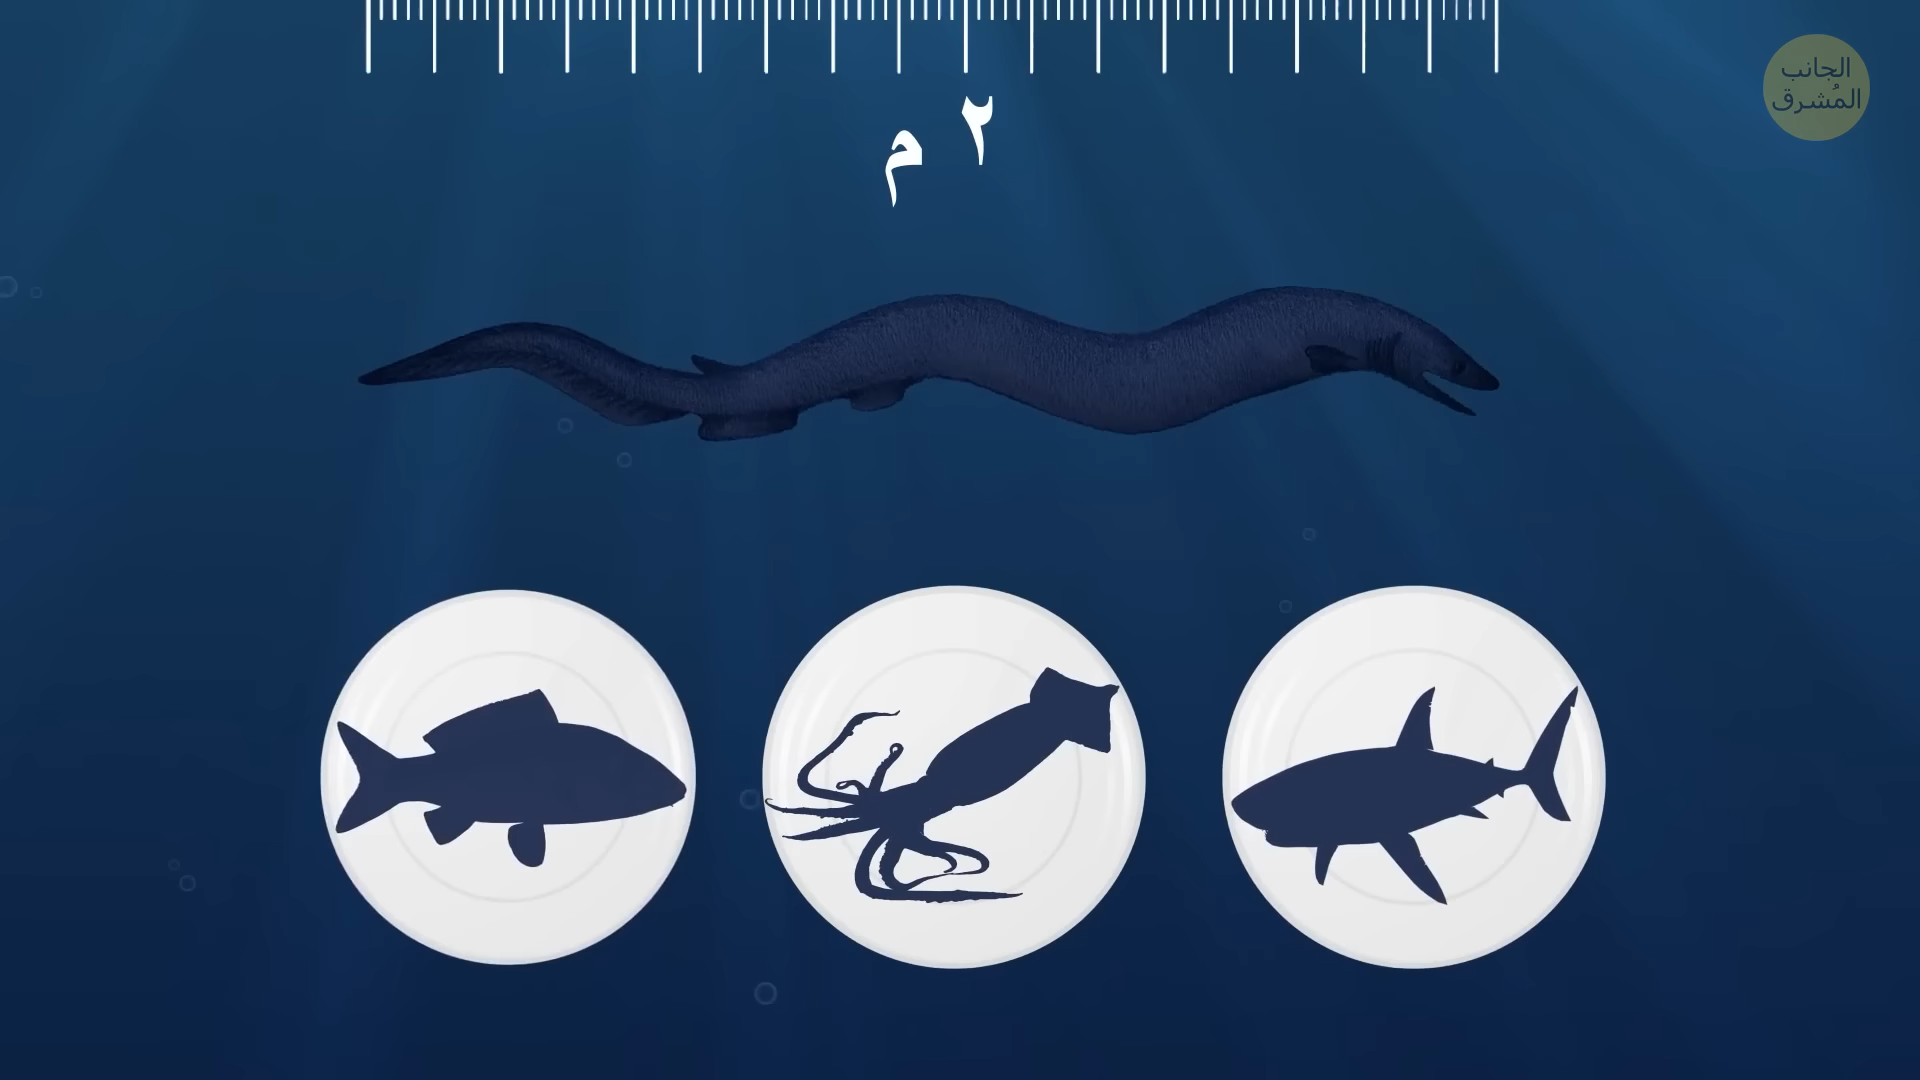 ٢ م
الجانب
المُشرق